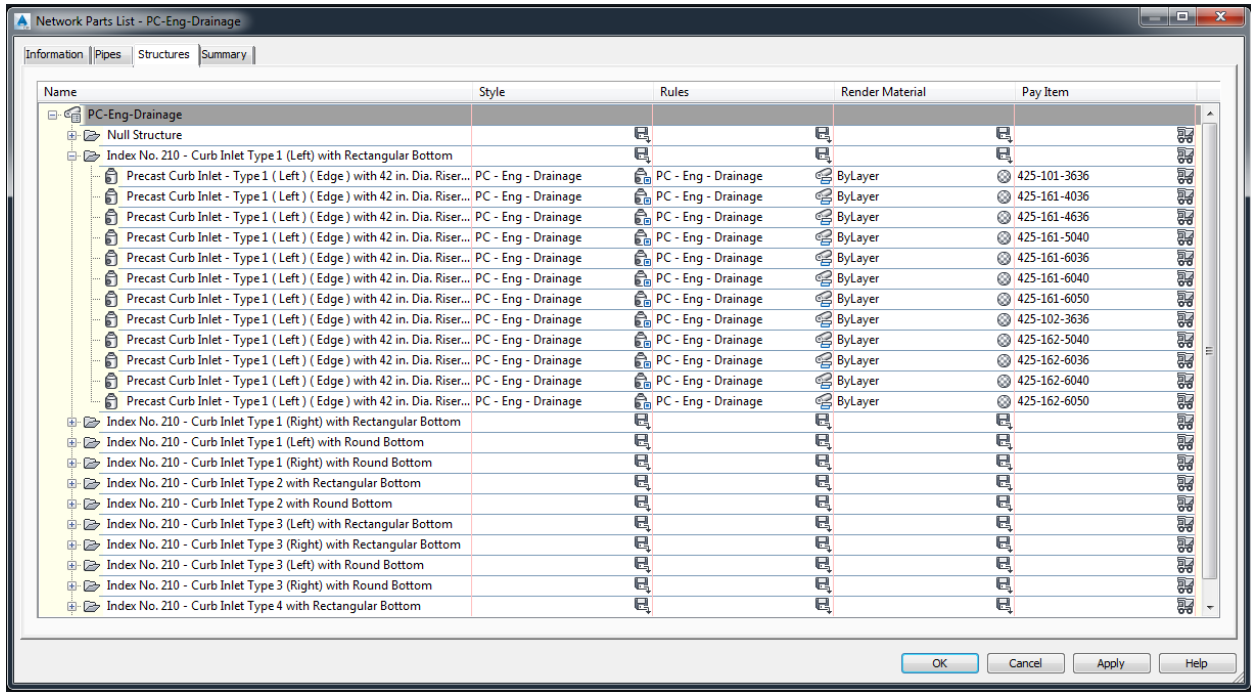 Network Parts List - PC-Eng-Drainage
Information Pipes Structures Summary
Name Style Rules Render Material Pay Item
PC-Eng-Drainage
Null Structure
Index No. 210 - Curb Inlet Type 1 (Left) with Rectangular Bottom
Precast Curb Inlet - Type 1 ( Left ) ( Edge ) with 42 in. Dia. Riser... PC - Eng - Drainage PC - Eng - Drainage ByLayer 425-101-3636
Precast Curb Inlet - Type 1 ( Left ) ( Edge ) with 42 in. Dia. Riser... PC - Eng - Drainage PC - Eng - Drainage ByLayer 425-161-4036
Precast Curb Inlet - Type 1 ( Left ) ( Edge ) with 42 in. Dia. Riser... PC - Eng - Drainage PC - Eng - Drainage ByLayer 425-161-4636
Precast Curb Inlet - Type 1 ( Left ) ( Edge ) with 42 in. Dia. Riser... PC - Eng - Drainage PC - Eng - Drainage ByLayer 425-161-5040
Precast Curb Inlet - Type 1 ( Left ) ( Edge ) with 42 in. Dia. Riser... PC - Eng - Drainage PC - Eng - Drainage ByLayer 425-161-6036
Precast Curb Inlet - Type 1 ( Left ) ( Edge ) with 42 in. Dia. Riser... PC - Eng - Drainage PC - Eng - Drainage ByLayer 425-161-6040
Precast Curb Inlet - Type 1 ( Left ) ( Edge ) with 42 in. Dia. Riser... PC - Eng - Drainage PC - Eng - Drainage ByLayer 425-161-6050
Precast Curb Inlet - Type 1 ( Left ) ( Edge ) with 42 in. Dia. Riser... PC - Eng - Drainage PC - Eng - Drainage ByLayer 425-102-3636
Precast Curb Inlet - Type 1 ( Left ) ( Edge ) with 42 in. Dia. Riser... PC - Eng - Drainage PC - Eng - Drainage ByLayer 425-162-5040
Precast Curb Inlet - Type 1 ( Left ) ( Edge ) with 42 in. Dia. Riser... PC - Eng - Drainage PC - Eng - Drainage ByLayer 425-162-6036
Precast Curb Inlet - Type 1 ( Left ) ( Edge ) with 42 in. Dia. Riser... PC - Eng - Drainage PC - Eng - Drainage ByLayer 425-162-6040
Precast Curb Inlet - Type 1 ( Left ) ( Edge ) with 42 in. Dia. Riser... PC - Eng - Drainage PC - Eng - Drainage ByLayer 425-162-6050
Index No. 210 - Curb Inlet Type 1 (Right) with Rectangular Bottom
Index No. 210 - Curb Inlet Type 1 (Left) with Round Bottom
Index No. 210 - Curb Inlet Type 1 (Right) with Round Bottom
Index No. 210 - Curb Inlet Type 2 with Rectangular Bottom
Index No. 210 - Curb Inlet Type 2 with Round Bottom
Index No. 210 - Curb Inlet Type 3 (Left) with Rectangular Bottom
Index No. 210 - Curb Inlet Type 3 (Right) with Rectangular Bottom
Index No. 210 - Curb Inlet Type 3 (Left) with Round Bottom
Index No. 210 - Curb Inlet Type 3 (Right) with Round Bottom
Index No. 210 - Curb Inlet Type 4 with Rectangular Bottom
OK Cancel Apply Help